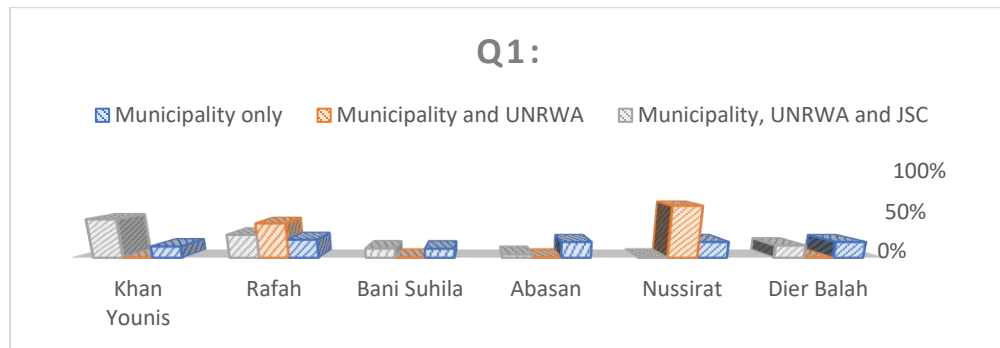 Q1:
Municipality only Municipality and UNRWA Municipality, UNRWA and JSC
100%
50%
0%
Khan Younis Rafah Bani Suhila Abasan Nussirat Dier Balah